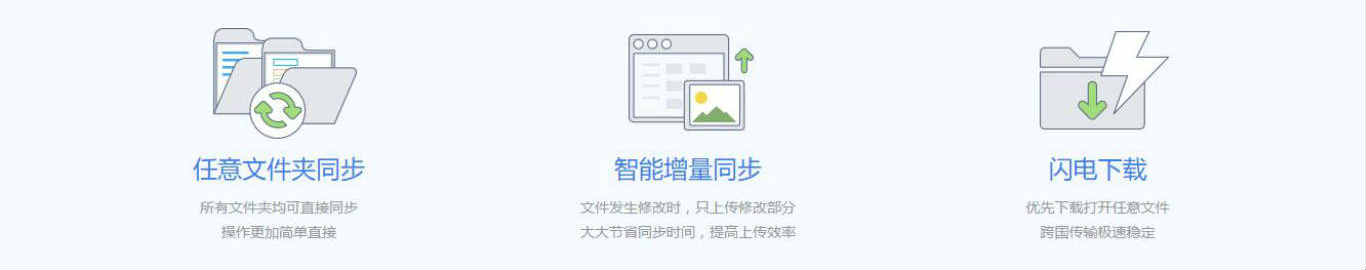 任意文件夹同步
所有文件夹均可直接同步
操作更加简单直接
智能增量同步
文件发生修改时，只上传修改部分
大大节省同步时间，提高上传效率
闪电下载
优先下载打开任意文件
跨国传输极速稳定